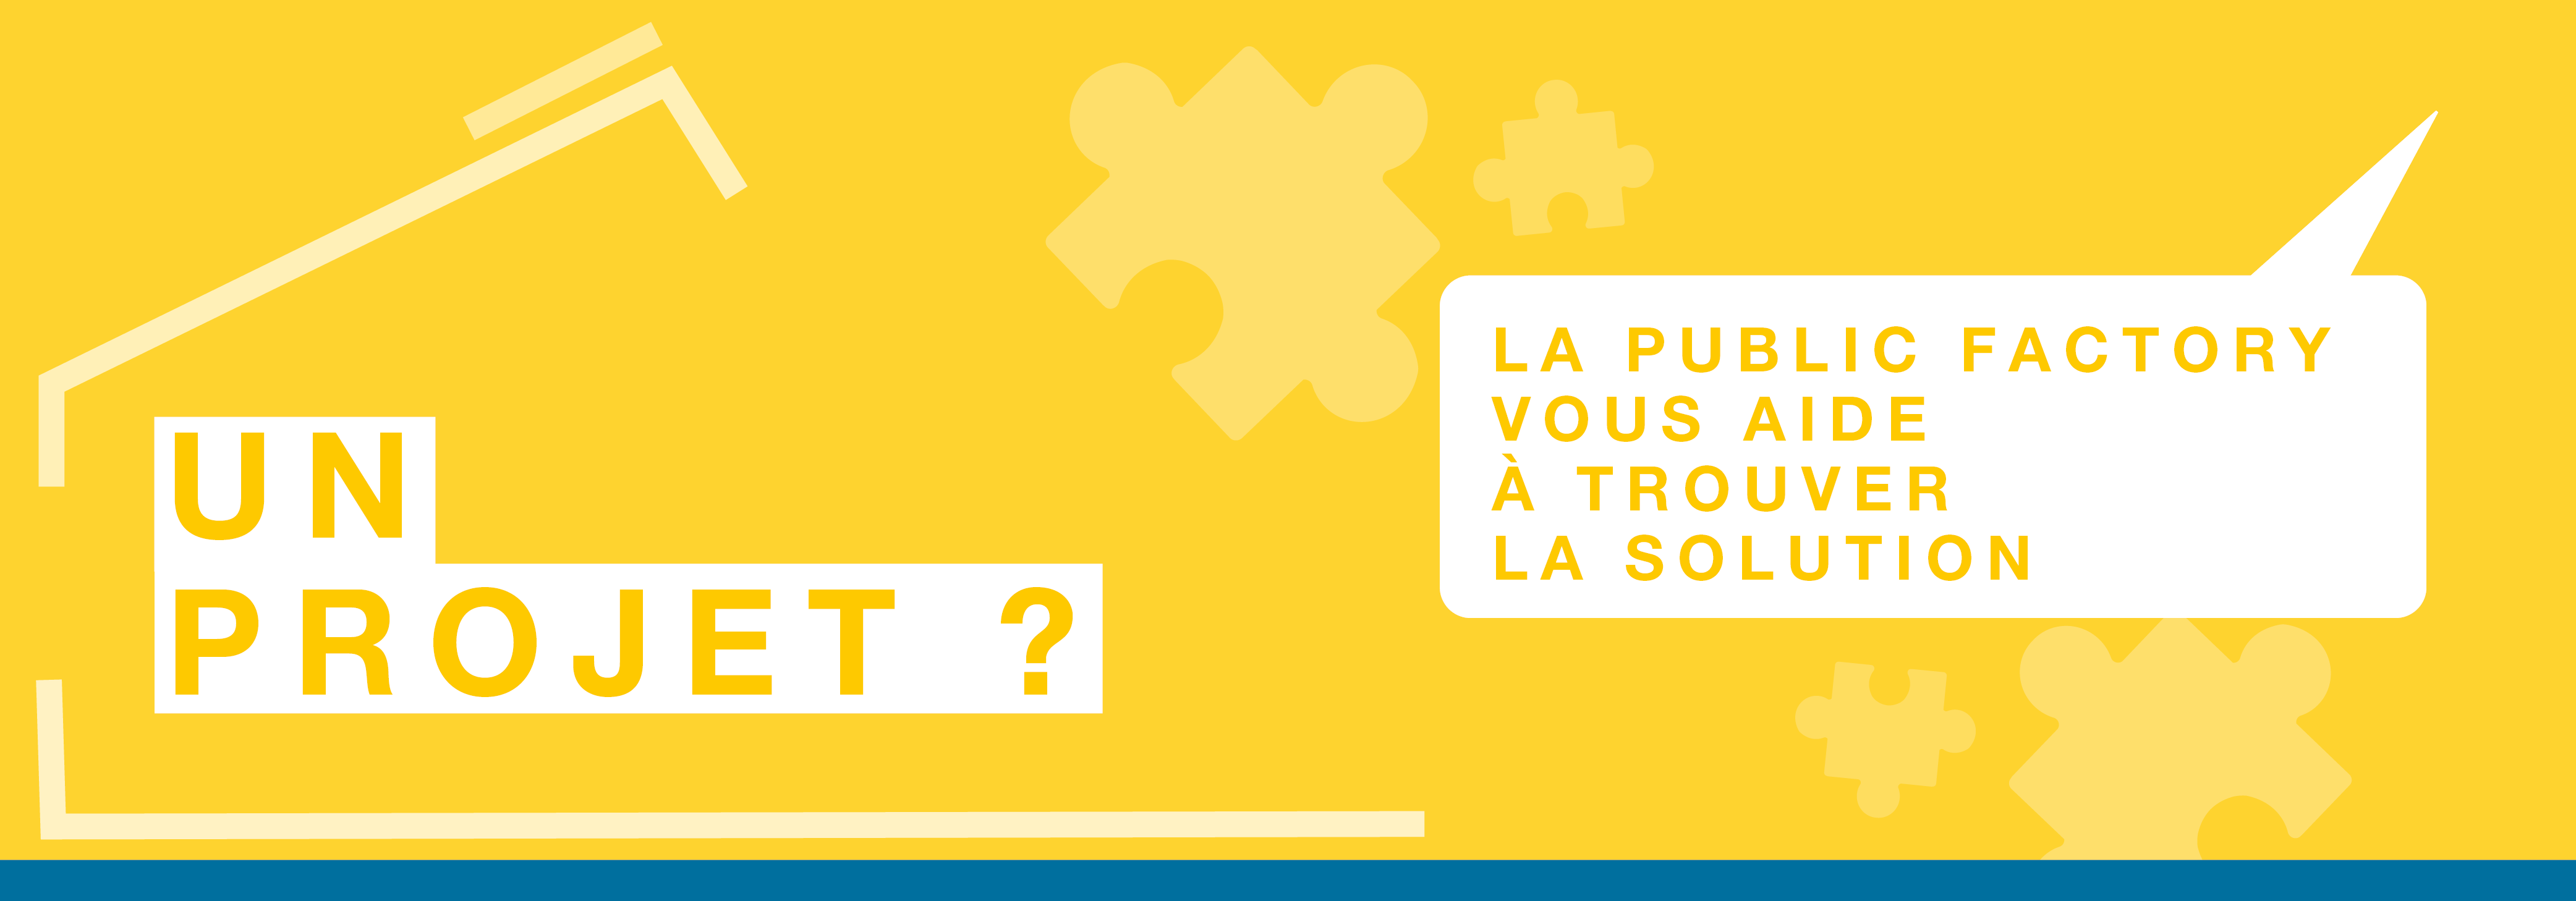 UN
PROJET ?
LA PUBLIC FACTORY
VOUS AIDE
À TROUVER
LA SOLUTION